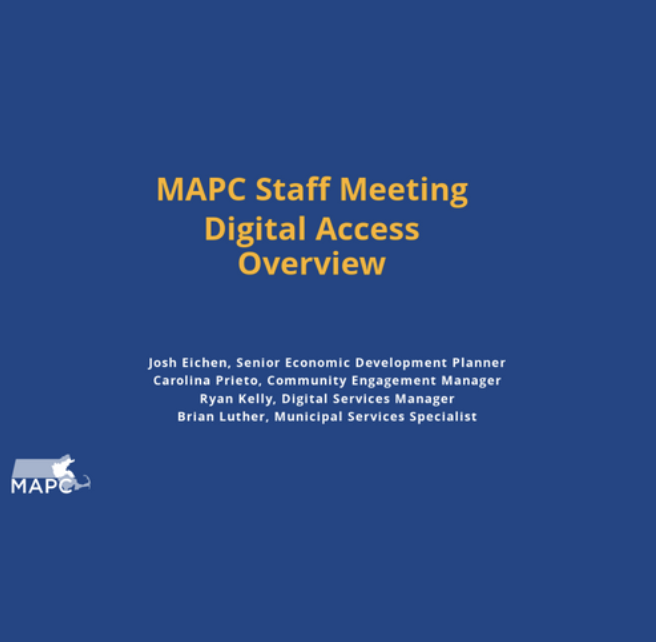 MAPC Staff Meeting
Digital Access
Overview
Josh Eichen, Senior Economic Development Planner
Carolina Prieto, Community Engagement Manager
Ryan Kelly, Digital Services Manager
Brian Luther, Municipal Services Specialist
MAPC